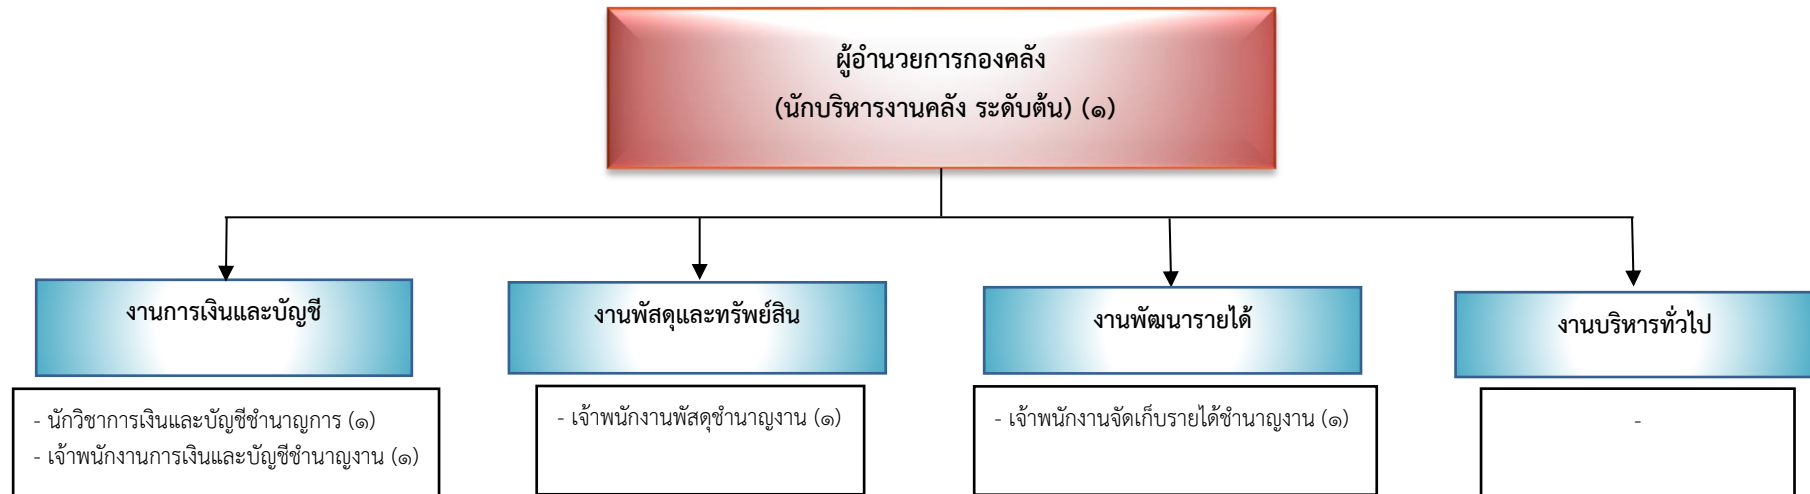 ผู้อำนวยการกองคลัง
(นักบริหารงานคลัง ระดับต้น) (๑)
งานการเงินและบัญชี
งานพัสดุและทรัพย์สิน
งานพัฒนารายได้
งานบริหารทั่วไป
- นักวิชาการเงินและบัญชีชำนาญการ (๑)
- เจ้าพนักงานการเงินและบัญชีชำนาญงาน (๑)
- เจ้าพนักงานพัสดุชำนาญงาน (๑)
- เจ้าพนักงานจัดเก็บรายได้ชำนาญงาน (๑)
-